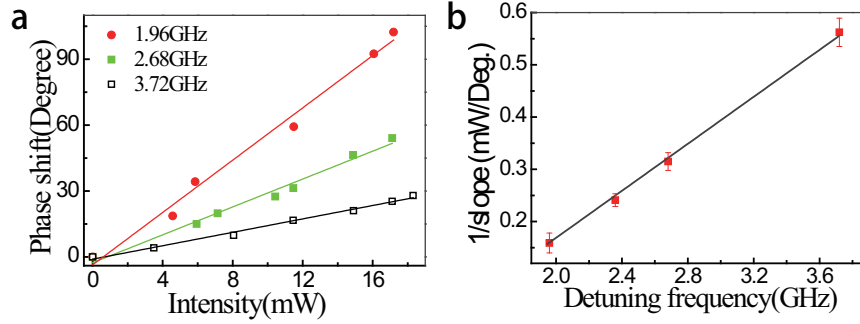 a
1.96GHz
2.68GHz
3.72GHz
90
60
30
0
Phase shift(Degree)
0 4 8 12 16
Intensity(mW)
b
0.6
0.5
0.4
0.3
0.2
1/slope (mW/Deg.)
2.0 2.4 2.8 3.2 3.6
Detuning frequency(GHz)